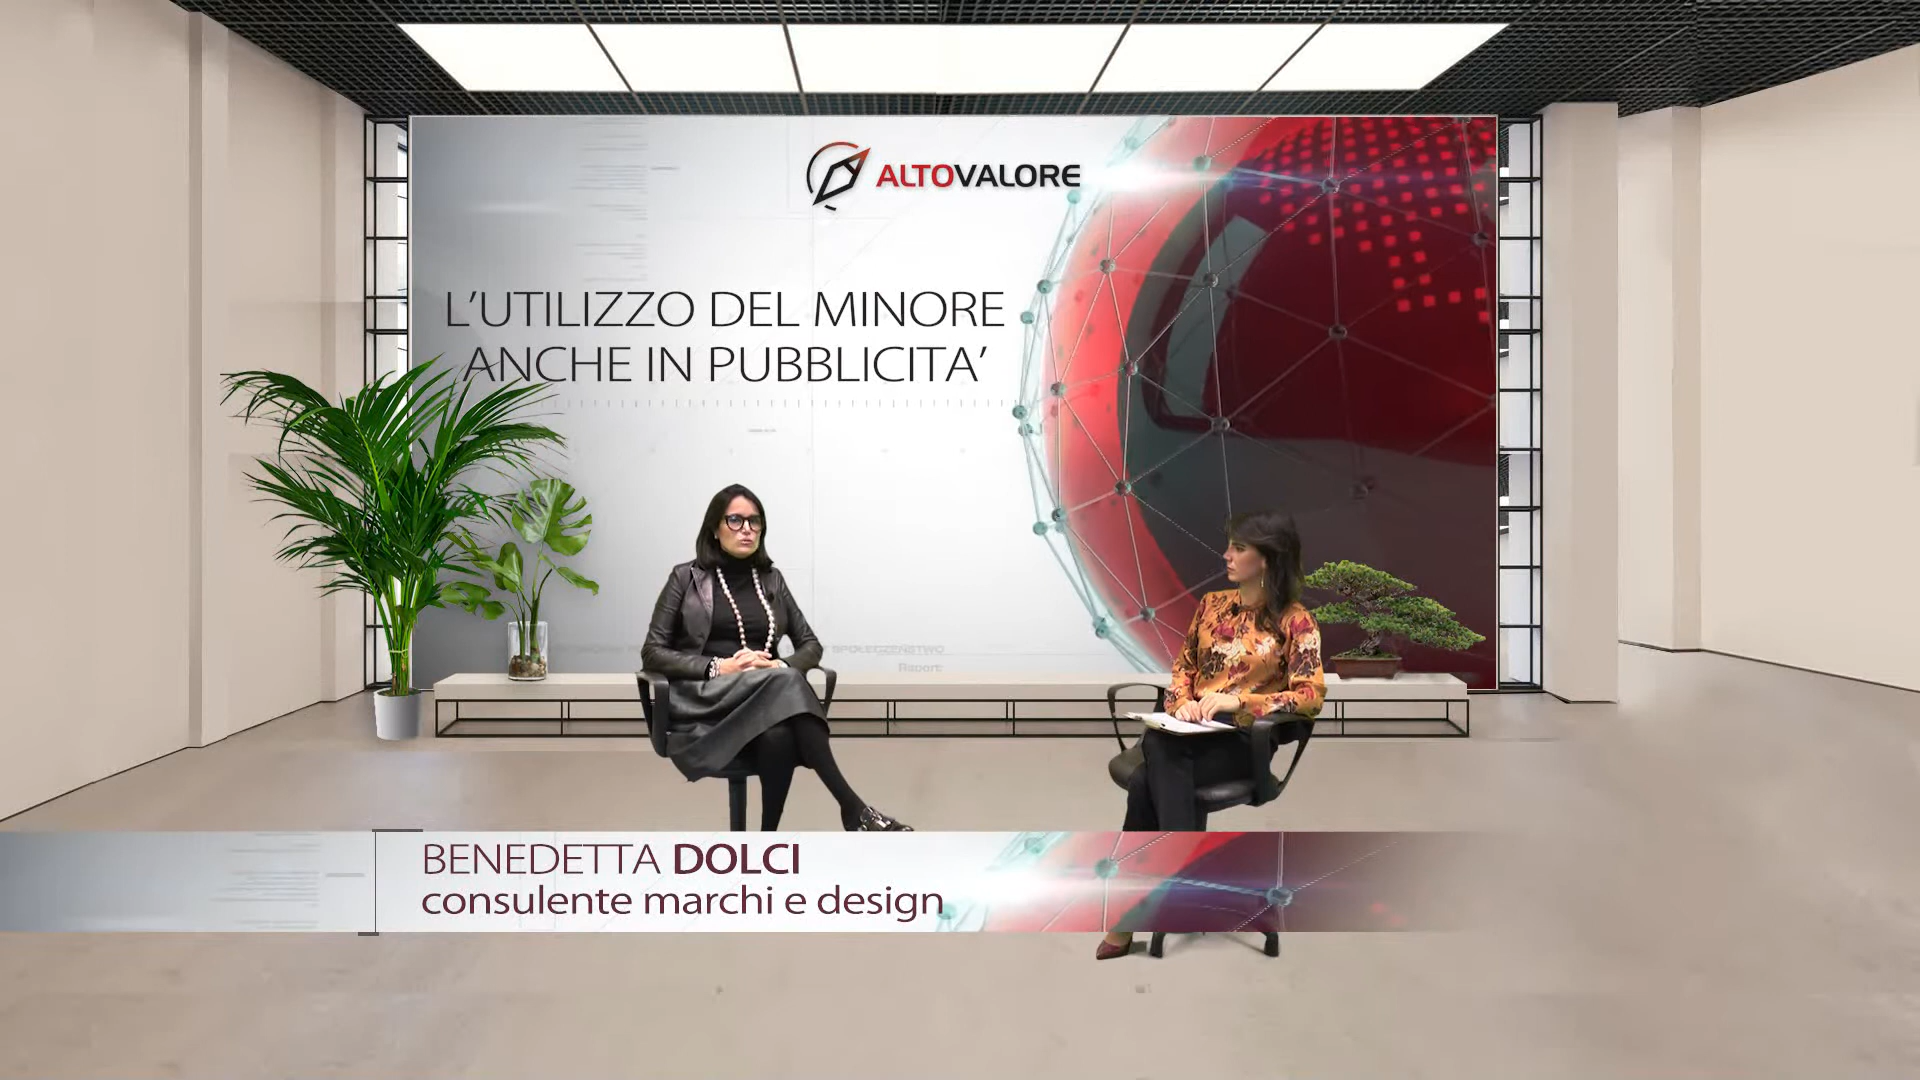 ALTOVALORE
L'UTILIZZO DEL MINORE
ANCHE IN PUBBLICITA'
SPOŁECZEŃSTWO
Raport
BENEDETTA DOLCI
consulente marchi e design